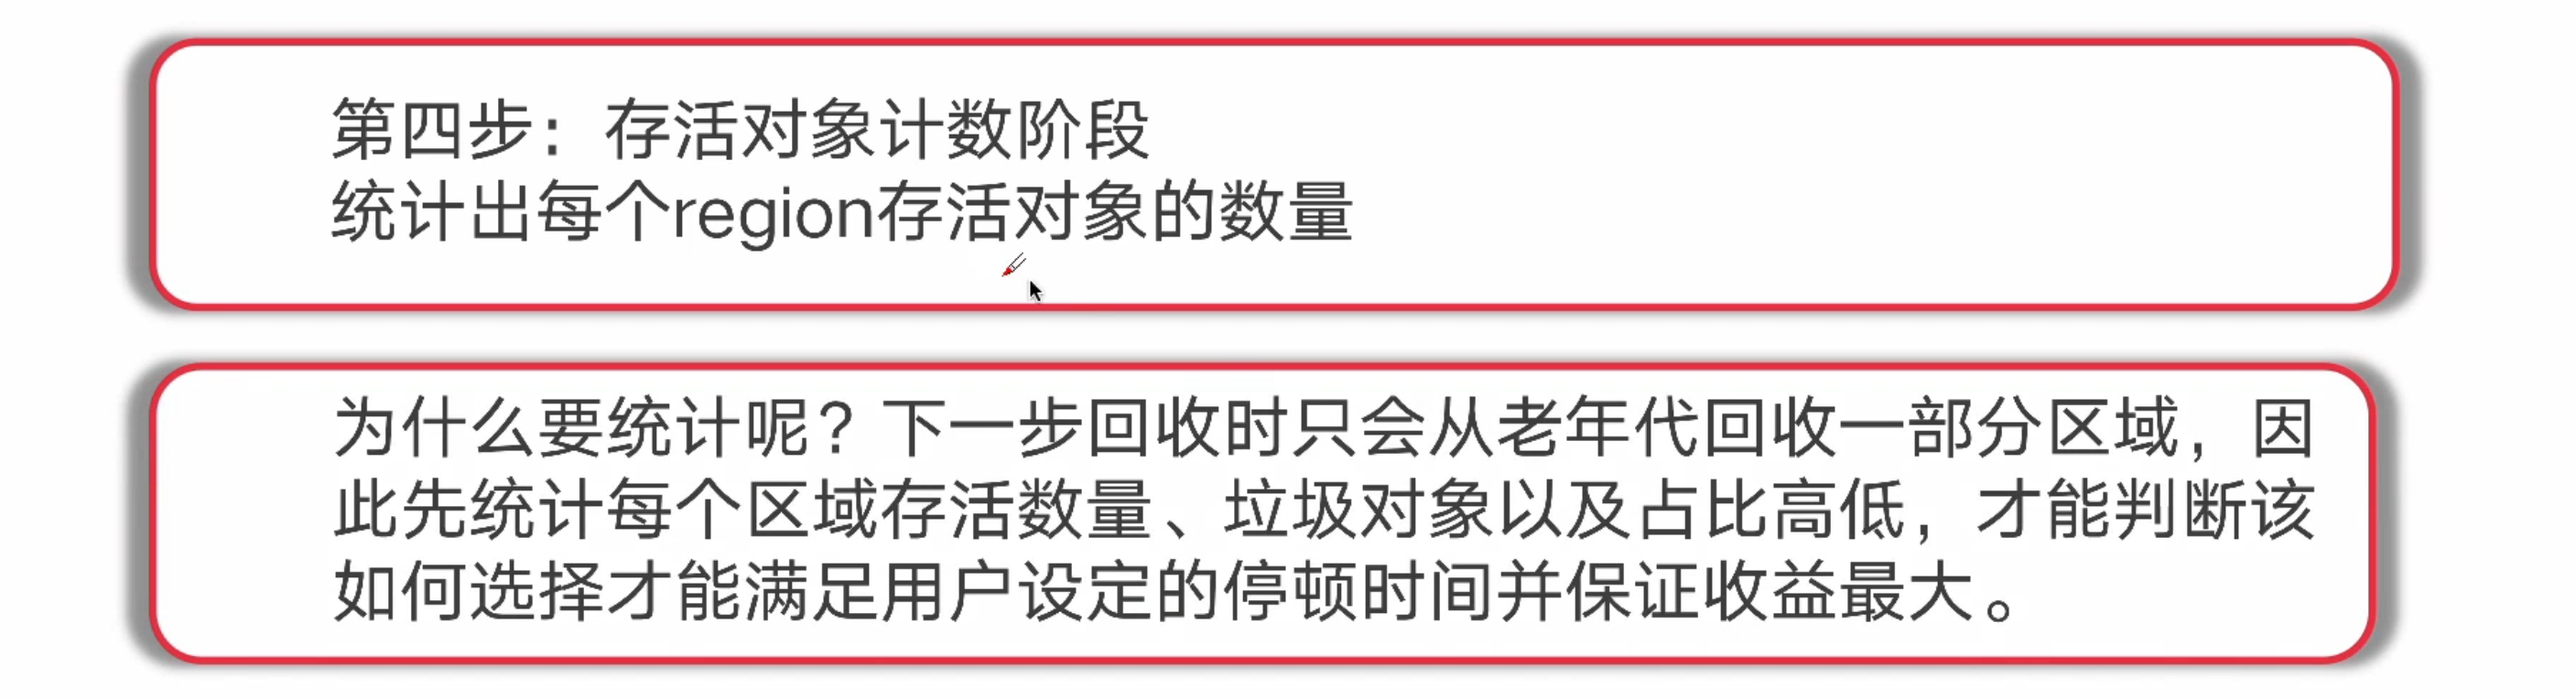 第四步：存活对象计数阶段
统计出每个region存活对象的数量
为什么要统计呢？下一步回收时只会从老年代回收一部分区域，因
此先统计每个区域存活数量、垃圾对象以及占比高低，才能判断该
如何选择才能满足用户设定的停顿时间并保证收益最大。